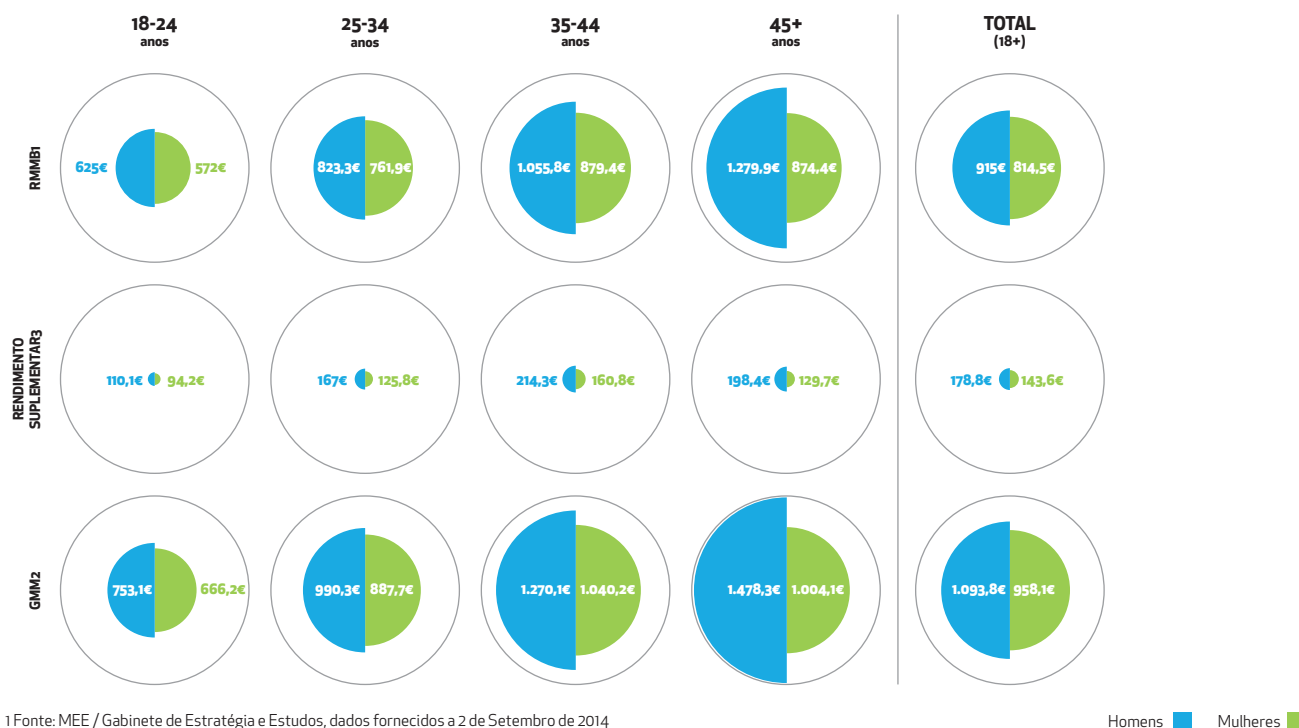 18-24
anos
25-34
anos
35-44
anos
45+
anos
TOTAL
(18+)
RMMB1
625€ 572€
823,3€ 761,9€
1.055,8€ 879,4€
1.279,9€ 874,4€
915€ 814,5€
RENDIMENTO
SUPLEMENTAR3
110,1€ 94,2€
167€ 125,8€
214,3€ 160,8€
198,4€ 129,7€
178,8€ 143,6€
GMM2
753,1€ 666,2€
990,3€ 887,7€
1.270,1€ 1.040,2€
1.478,3€ 1.004,1€
1.093,8€ 958,1€
1 Fonte: MEE / Gabinete de Estratégia e Estudos, dados fornecidos a 2 de Setembro de 2014
Homens Mulheres